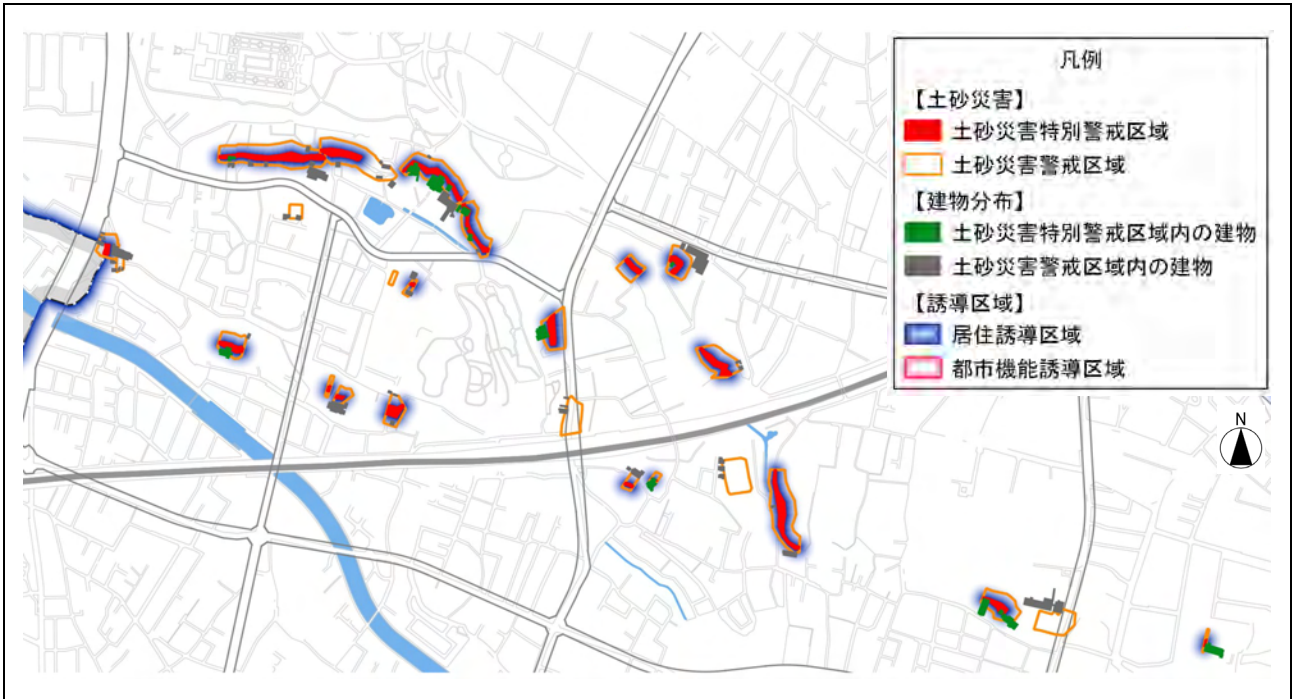 凡例
【土砂災害】
土砂災害特別警戒区域
土砂災害警戒区域
【建物分布】
土砂災害特別警戒区域内の建物
土砂災害警戒区域内の建物
【誘導区域】
居住誘導区域
都市機能誘導区域
N